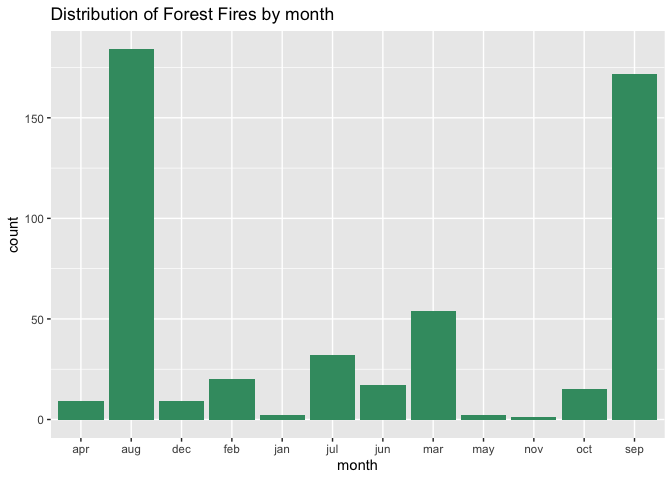 Distribution of Forest Fires by month
count
150
100
50
0
apr aug dec feb jan jul jun mar may nov oct sep
month